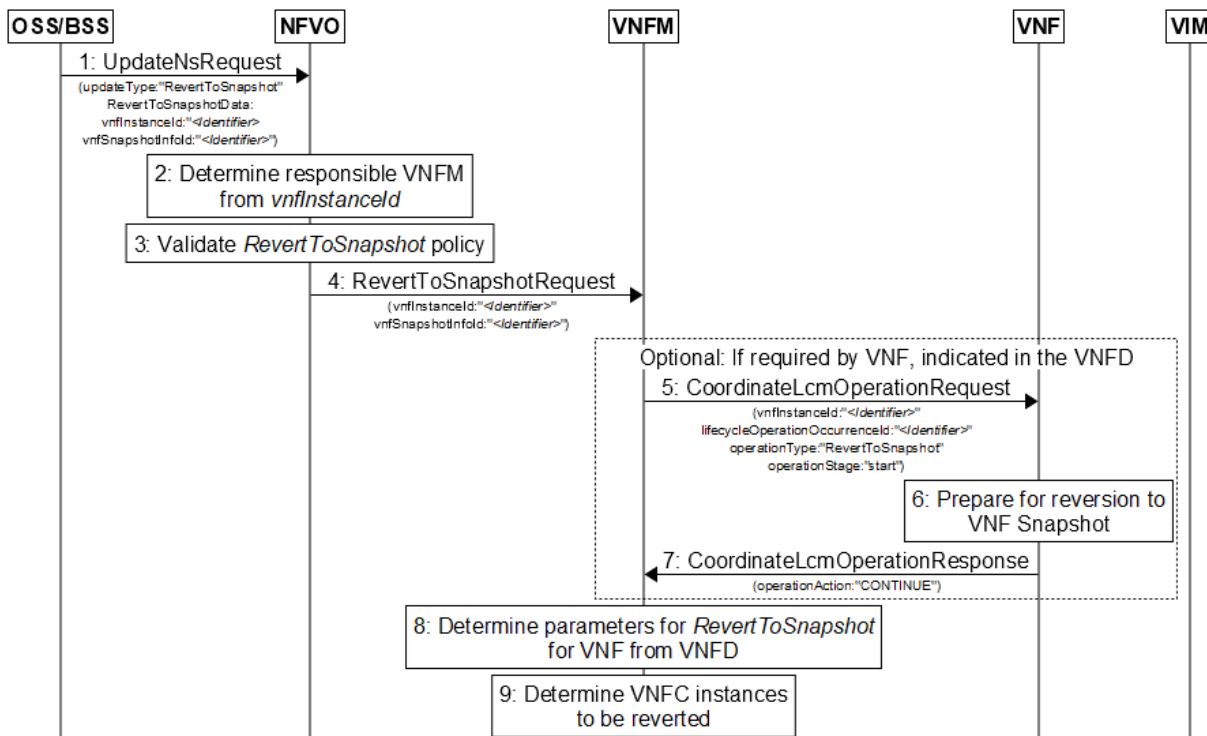 OSS/BSS NFVO VNFM VNF VIM
1: UpdateNsRequest
(updateType:"RevertToSnapshot"
RevertToSnapshotData:
vnfInstanceId:"<Identifier>
vnfSnapshotInfoId:"<Identifier>")
2: Determine responsible VNFM
from vnfInstanceId
3: Validate RevertToSnapshot policy
4: RevertToSnapshotRequest
(vnfInstanceId:"<Identifier>"
vnfSnapshotInfoId:"<Identifier>")
Optional: If required by VNF, indicated in the VNFD
5: CoordinateLcmOperationRequest
(vnfInstanceId:"<Identifier>"
lifecycleOperationOccurrenceId:"<Identifier>"
operationType:"RevertToSnapshot"
operationStage:"start")
6: Prepare for reversion to
VNF Snapshot
7: CoordinateLcmOperationResponse
(operationAction:"CONTINUE")
8: Determine parameters for RevertToSnapshot
for VNF from VNFD
9: Determine VNFC instances
to be reverted